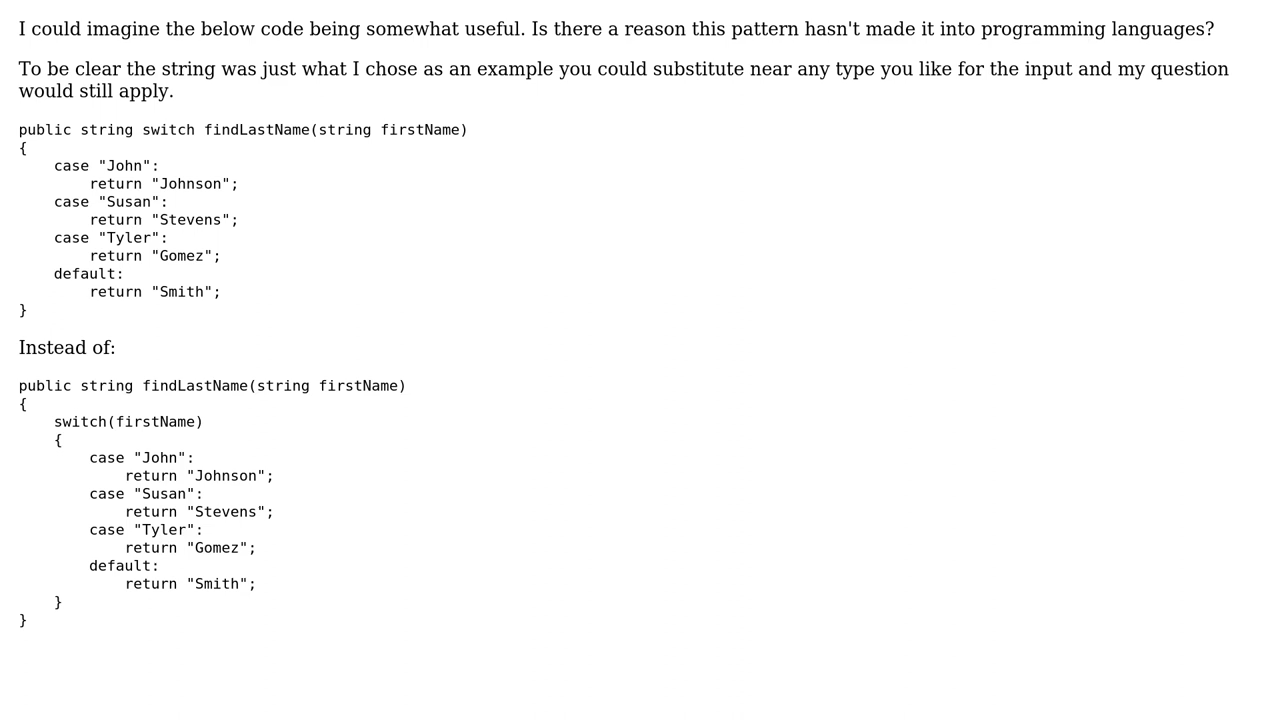 I could imagine the below code being somewhat useful. Is there a reason this pattern hasn't made it into programming languages?
To be clear the string was just what I chose as an example you could substitute near any type you like for the input and my question
would still apply.
public string switch findLastName(string firstName)
{
    case "John":
        return "Johnson";
    case "Susan":
        return "Stevens";
    case "Tyler":
        return "Gomez";
    default:
        return "Smith";
}
Instead of:
public string findLastName(string firstName)
{
    switch(firstName)
    {
        case "John":
            return "Johnson";
        case "Susan":
            return "Stevens";
        case "Tyler":
            return "Gomez";
        default:
            return "Smith";
    }
}